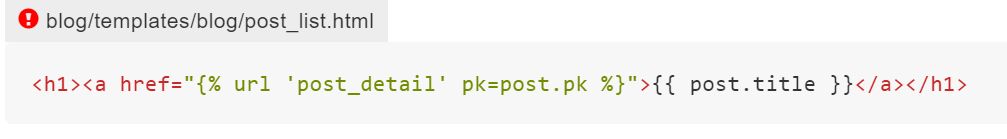 blog/templates/blog/post_list.html
<h1><a href="{% url 'post_detail' pk=post.pk %}">{{ post.title }}</a></h1>